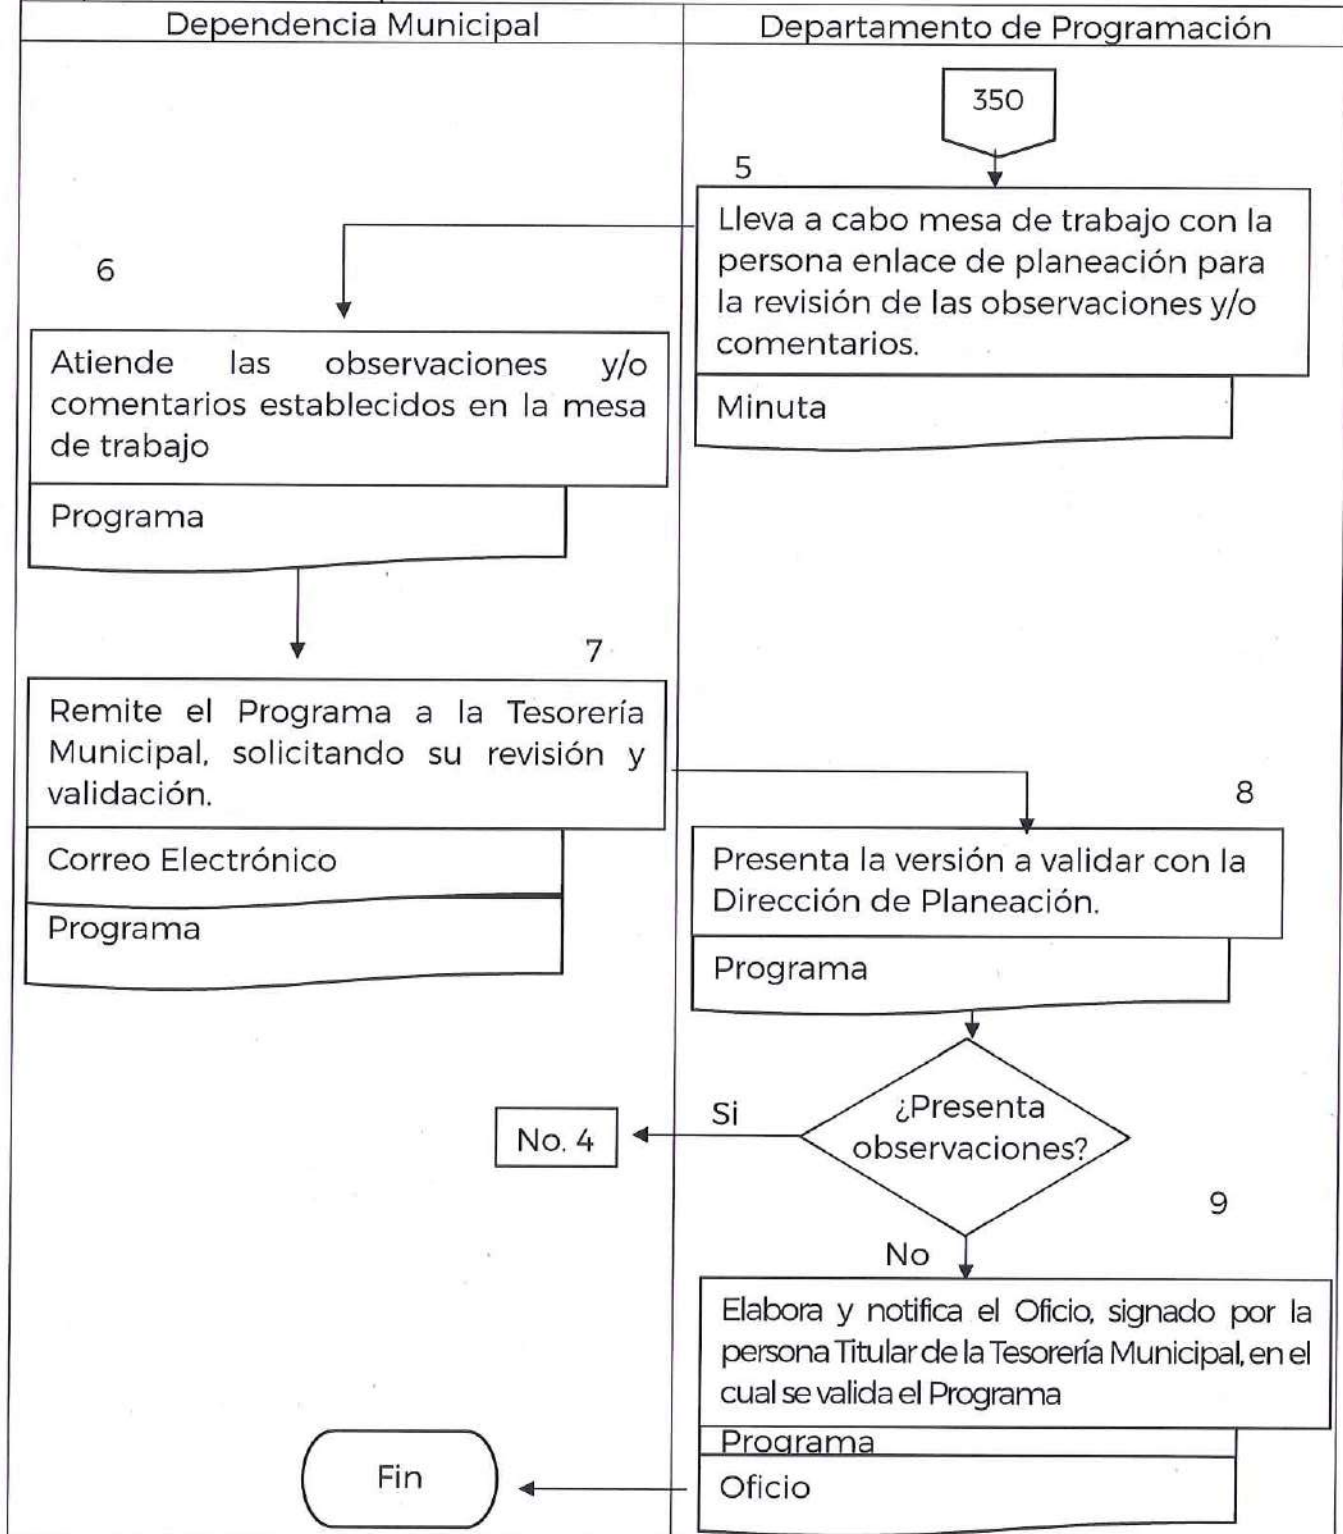 Dependencia Municipal
Departamento de Programación
350
5
Lleva a cabo mesa de trabajo con la
persona enlace de planeación para
la revisión de las observaciones y/o
comentarios.
Minuta
6
Atiende las observaciones y/o
comentarios establecidos en la mesa
de trabajo
Programa
7
Remite el Programa a la Tesorería
Municipal, solicitando su revisión y
validación.
Correo Electrónico
Programa
8
Presenta la versión a validar con la
Dirección de Planeación.
Programa
¿Presenta
observaciones?
Si
No. 4
9
No
Elabora y notifica el Oficio, signado por la
persona Titular de la Tesorería Municipal, en el
cual se valida el Programa
Programa
Oficio
Fin